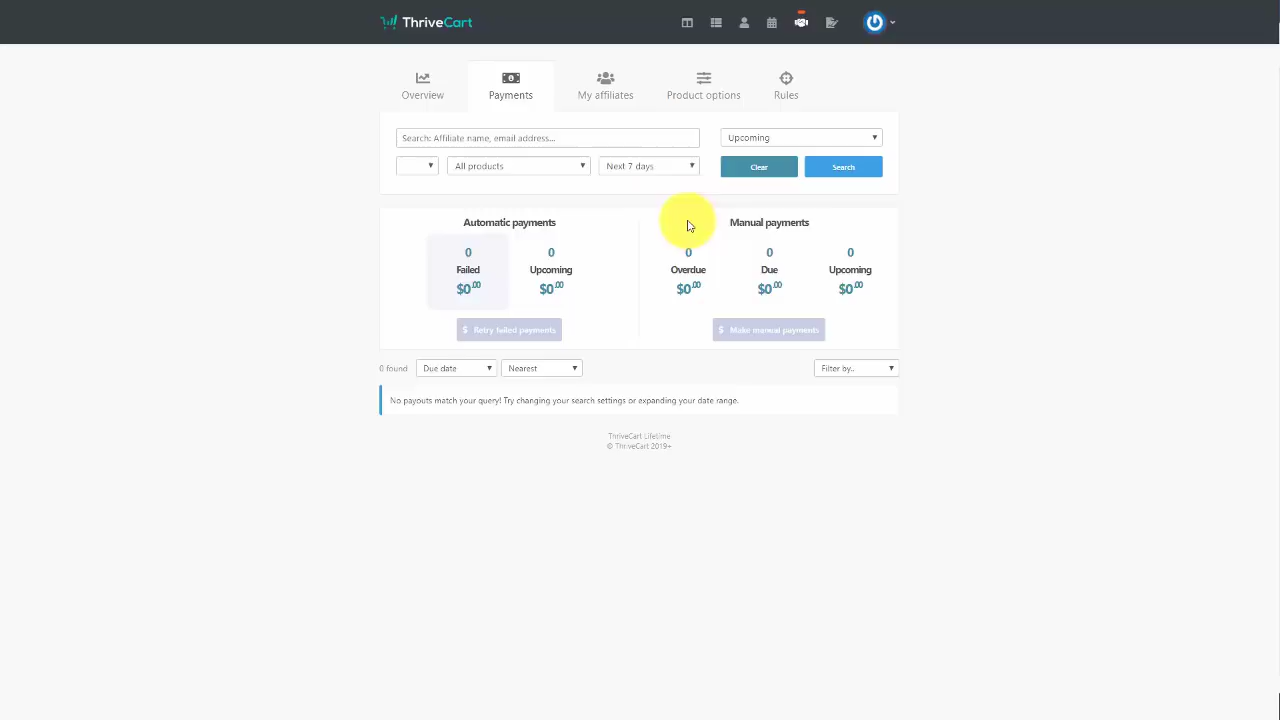 ThriveCart
Overview
Payments
My affiliates
Product options
Rules
Search: Affiliate name, email address...
Upcoming
All products
Next 7 days
Clear
Search
Automatic payments
Manual payments
0
0
0
0
0
Failed
Upcoming
Overdue
Due
Upcoming
$0.00
$0.00
$0.00
$0.00
$0.00
$ Retry failed payments
$ Make manual payments
0 found
Due date
Nearest
Filter by..
No payouts match your query! Try changing your search settings or expanding your date range.
ThriveCart Lifetime
© ThriveCart 2019+